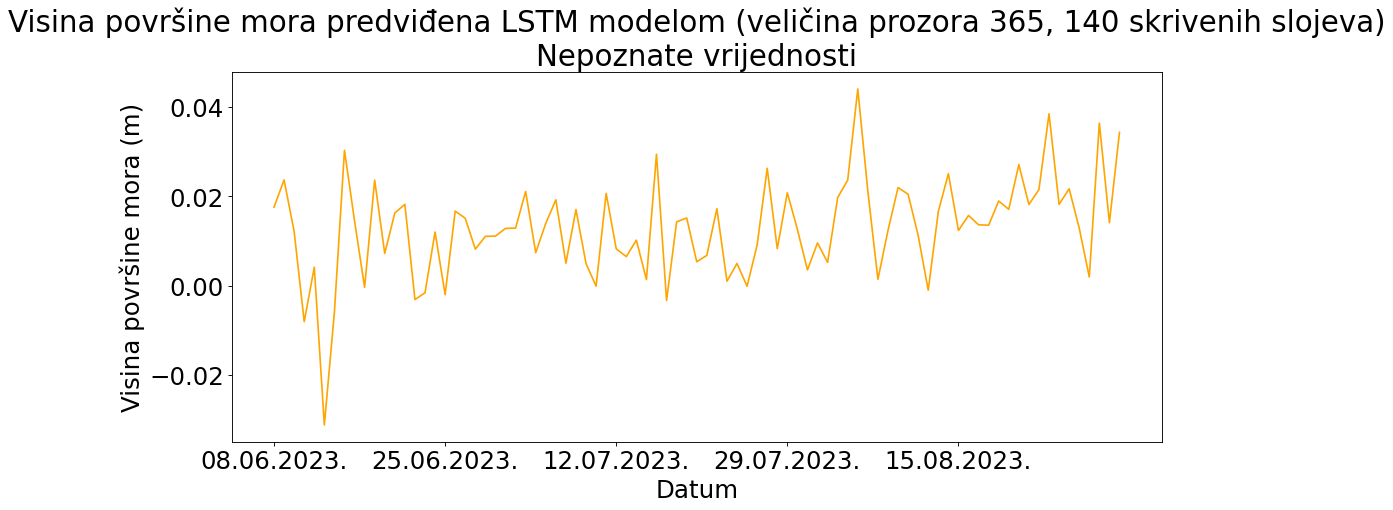 Visina površine mora predviđena LSTM modelom (veličina prozora 365, 140 skrivenih slojeva)
Nepoznate vrijednosti
Visina površine mora (m)
0.04
0.02
0.00
−0.02
08.06.2023. 25.06.2023. 12.07.2023. 29.07.2023. 15.08.2023.
Datum